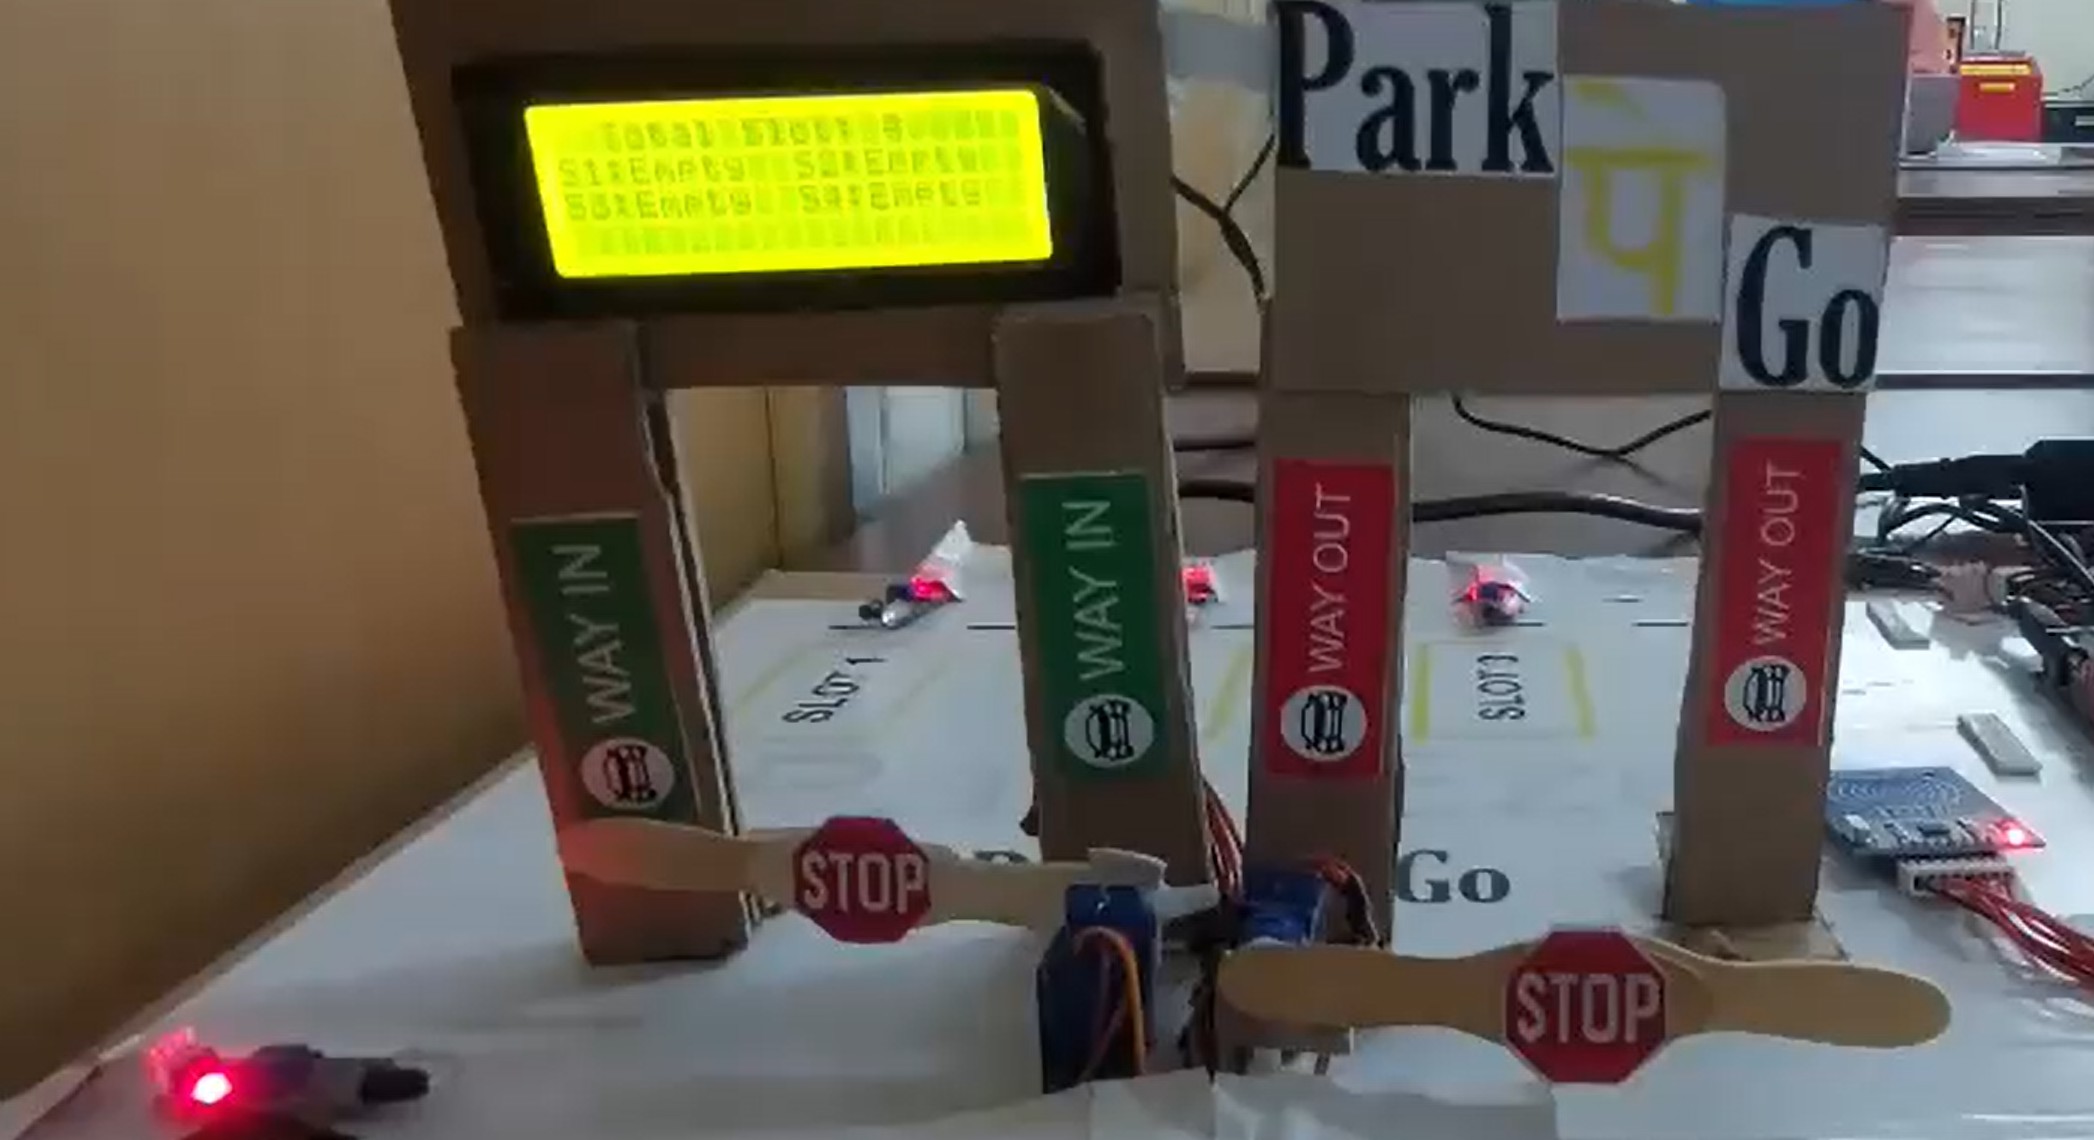 Total Slot: 4
S1:Empty S2:Empty
S3:Empty S4:Empty
Park
पे
Go
WAY IN
WAY IN
WAY OUT
WAY OUT
SLOT 1
SLOT 3
Go
STOP
STOP